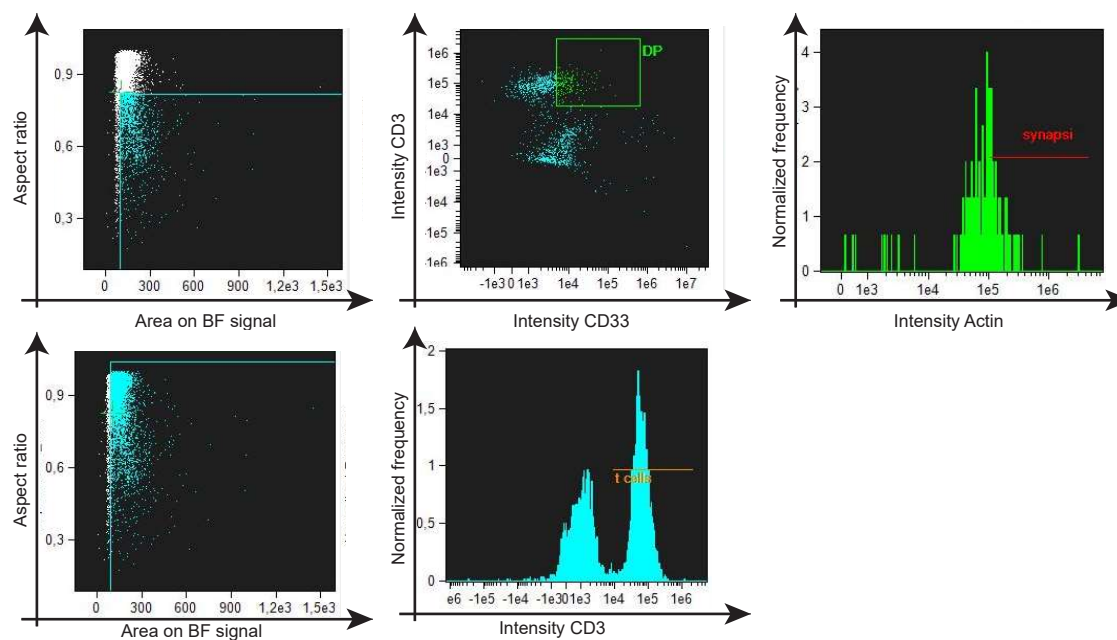 Aspect ratio
0,9
0,6
0,3
0 300 600 900 1,2e3 1,5e3
Area on BF signal
Intensity CD3
1e6
1e5
1e4
1e3
0
-1e3
1e4
1e5
-1e6
DP
-1e3 0 1e3 1e4 1e5 1e6 1e7
Intensity CD33
Normalized frequency
4
3
2
1
0
synapsi
0 1e3 1e4 1e5 1e6
Intensity Actin
Aspect ratio
0,9
0,6
0,3
0 300 600 900 1,2e3 1,5e3
Area on BF signal
Normalized frequency
2
1,5
1
0,5
0
t cells
e6 -1e5 -1e4 -1e3 0 1e3 1e4 1e5 1e6
Intensity CD3